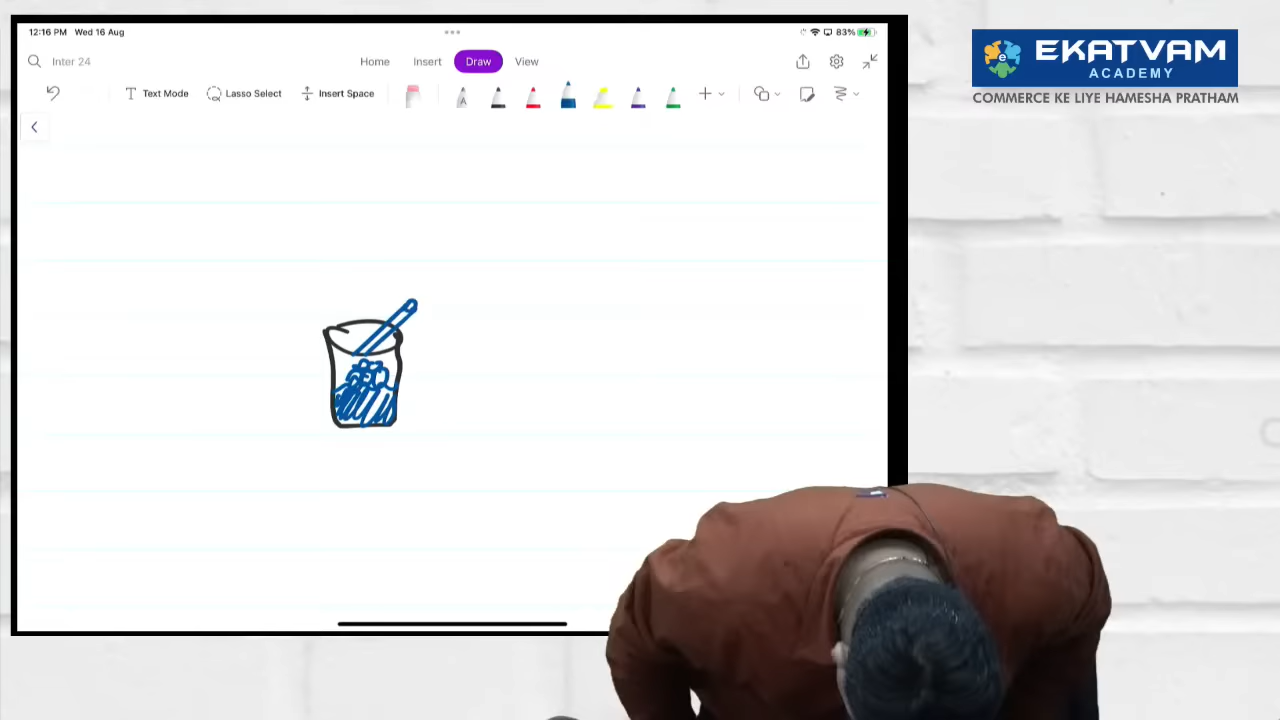 12:16 PM Wed 16 Aug
83%
Inter 24
Home Insert Draw View
Text Mode Lasso Select Insert Space
A
e
EKATVAM
ACADEMY
COMMERCE KE LIYE HAMESHA PRATHAM